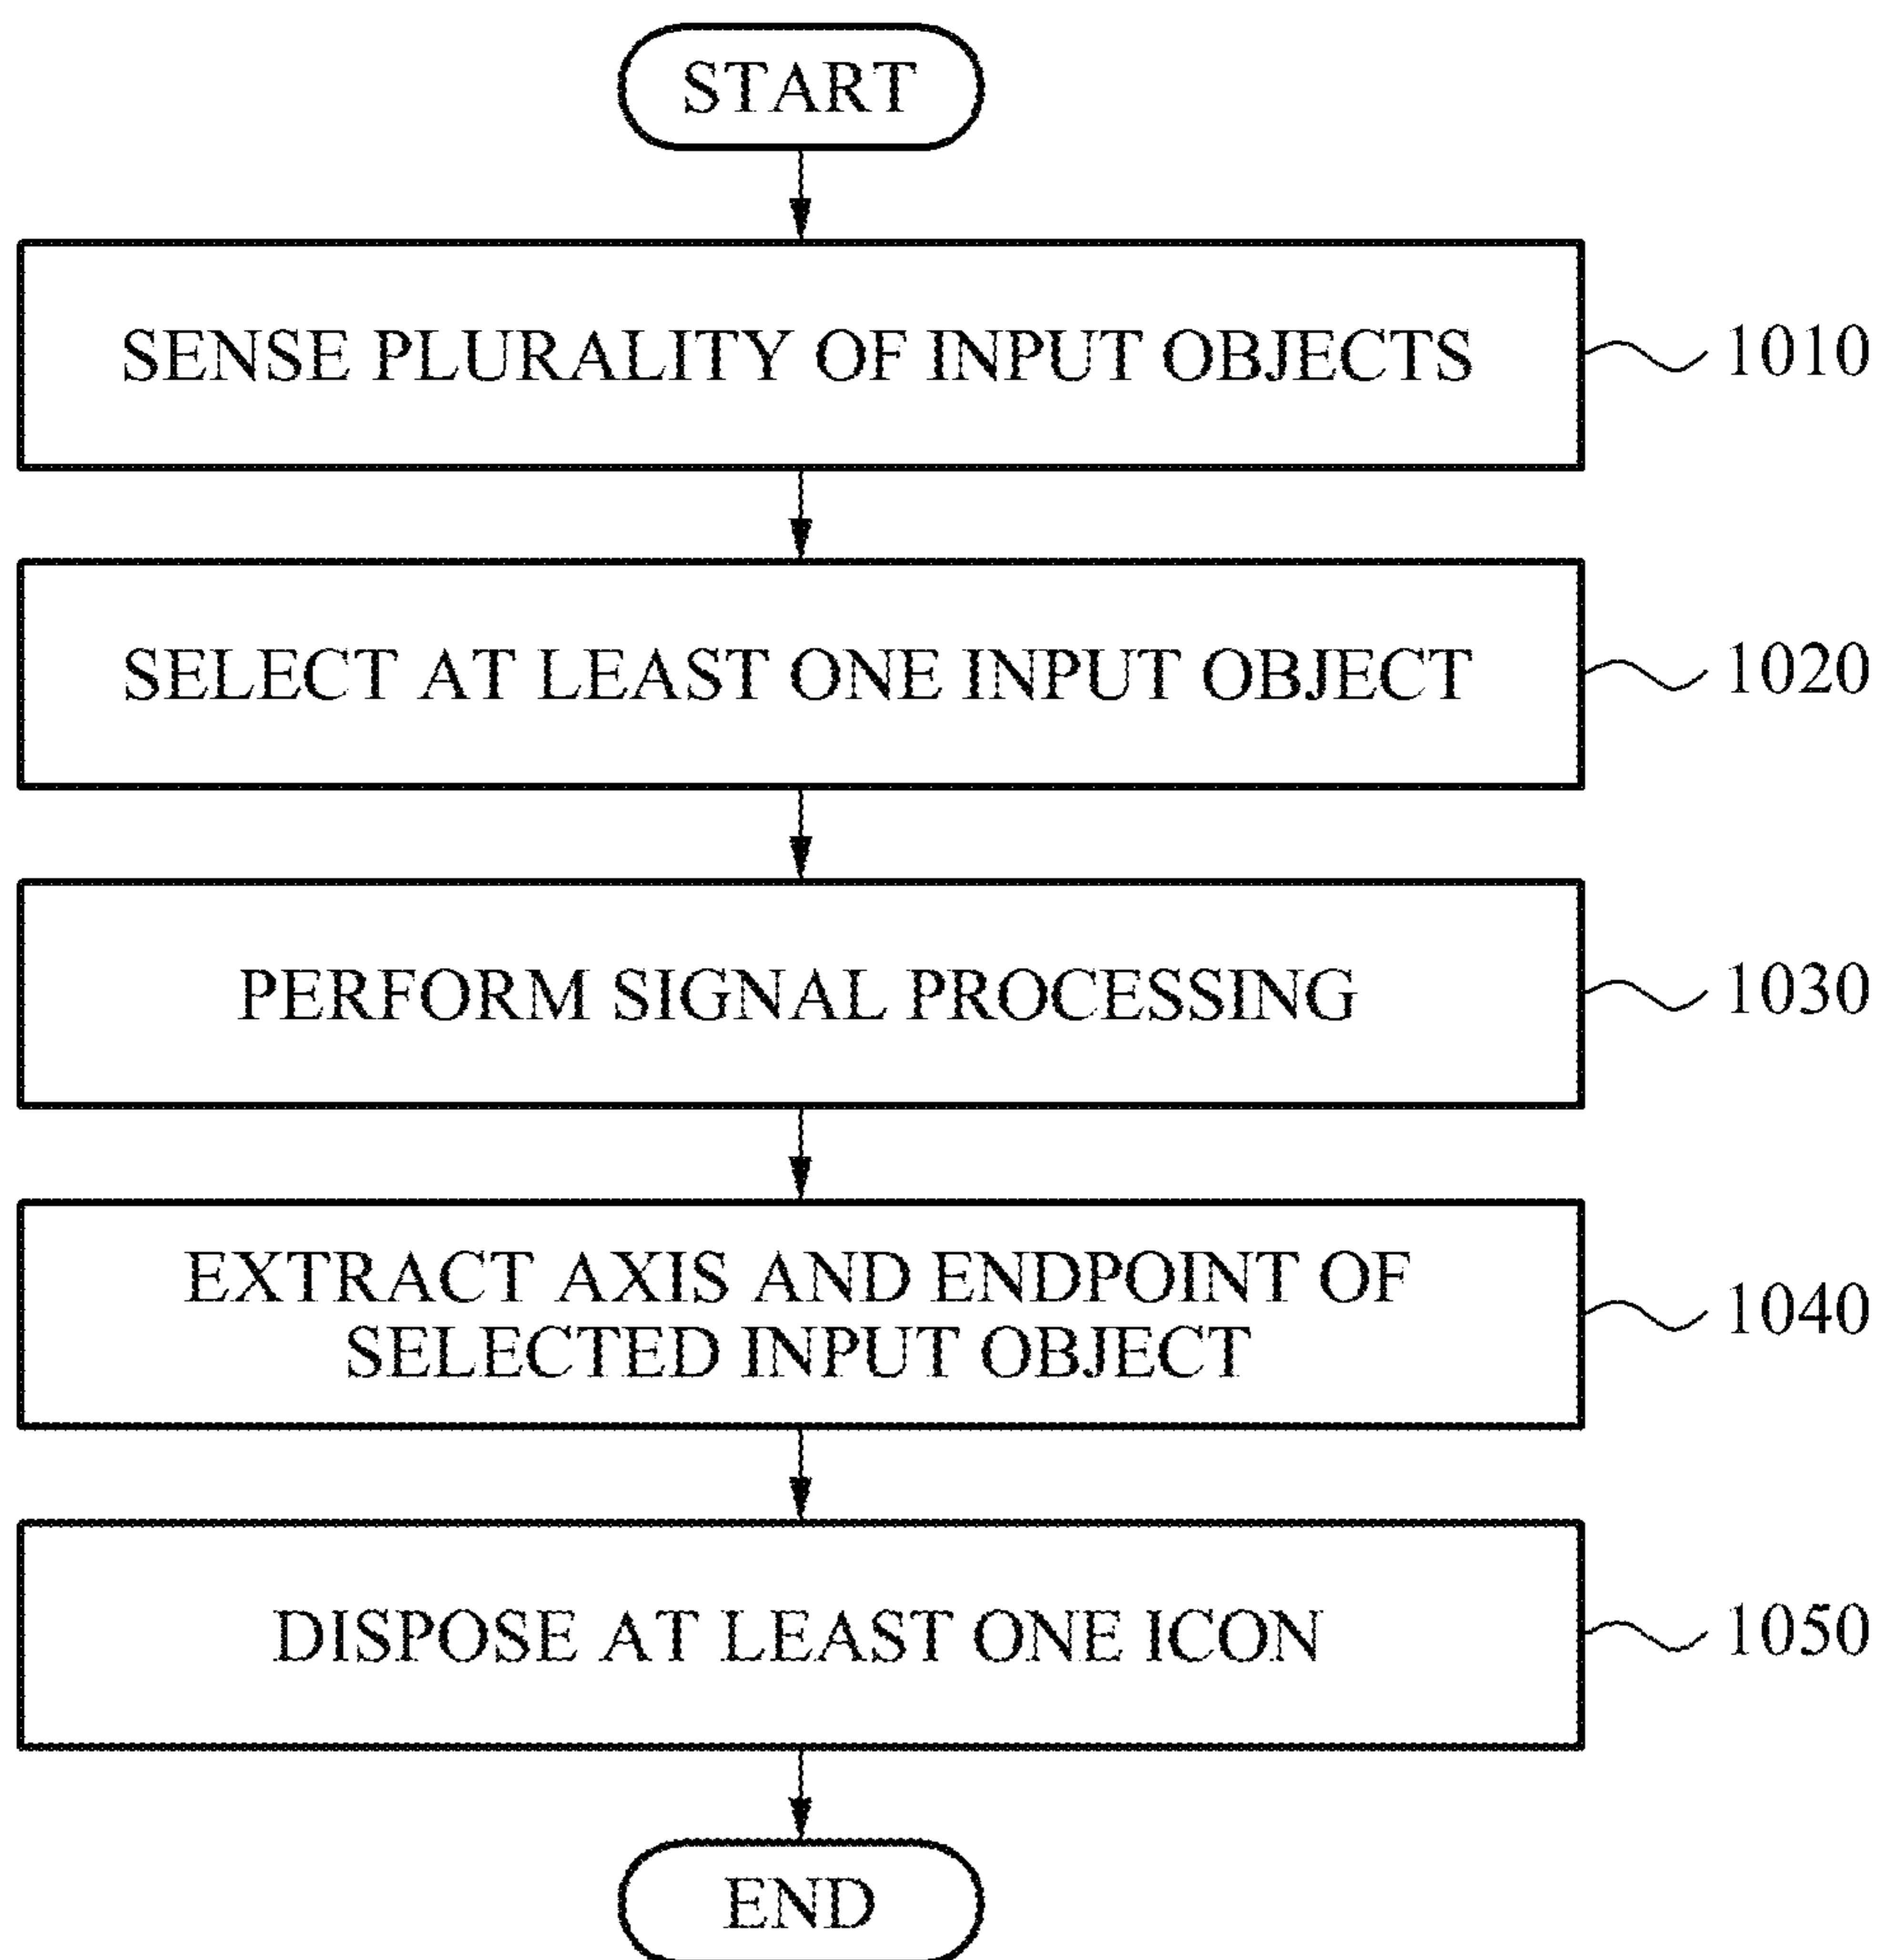 START
SENSE PLURALITY OF INPUT OBJECTS
1010
SELECT AT LEAST ONE INPUT OBJECT
1020
PERFORM SIGNAL PROCESSING
1030
EXTRACT AXIS AND ENDPOINT OF
SELECTED INPUT OBJECT
1040
DISPOSE AT LEAST ONE ICON
1050
END